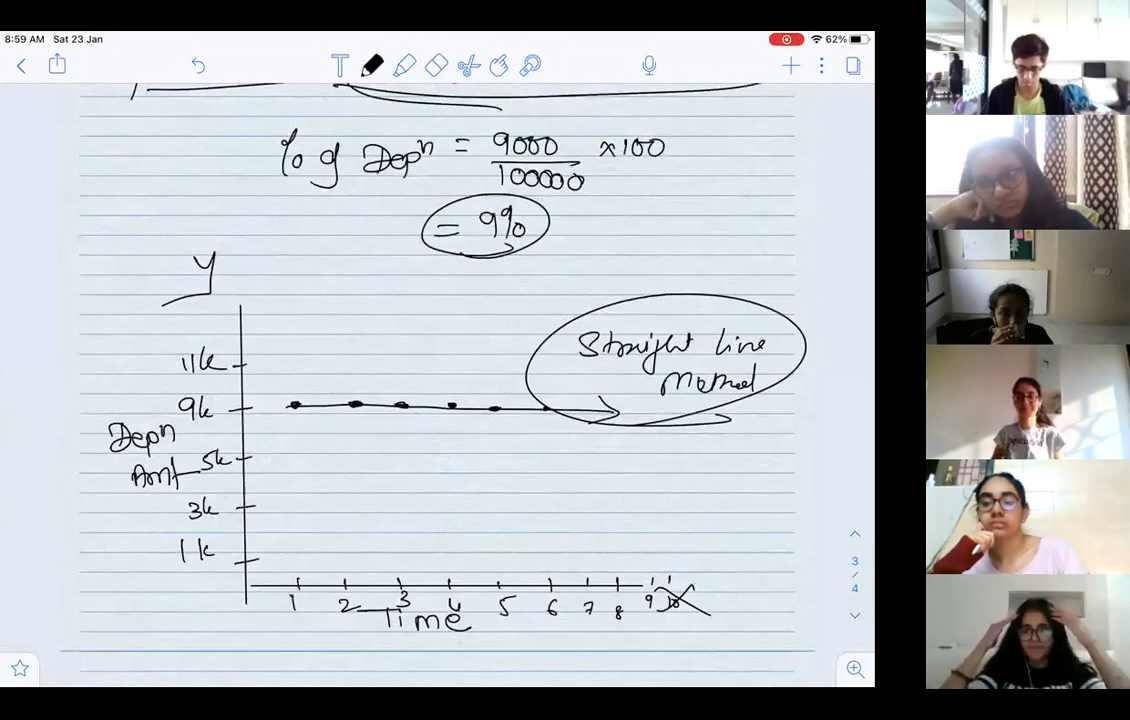 8:59 AM Sat 23 Jan
62%
% of Depn = 9000 / 100000 ×100
= 9%
y
Straight Line
Method
11k
9k
Depn
Amt
5k
3k
1k
1 2 3 4 5 6 7 8 9 10 X
Time
3
/
4
T